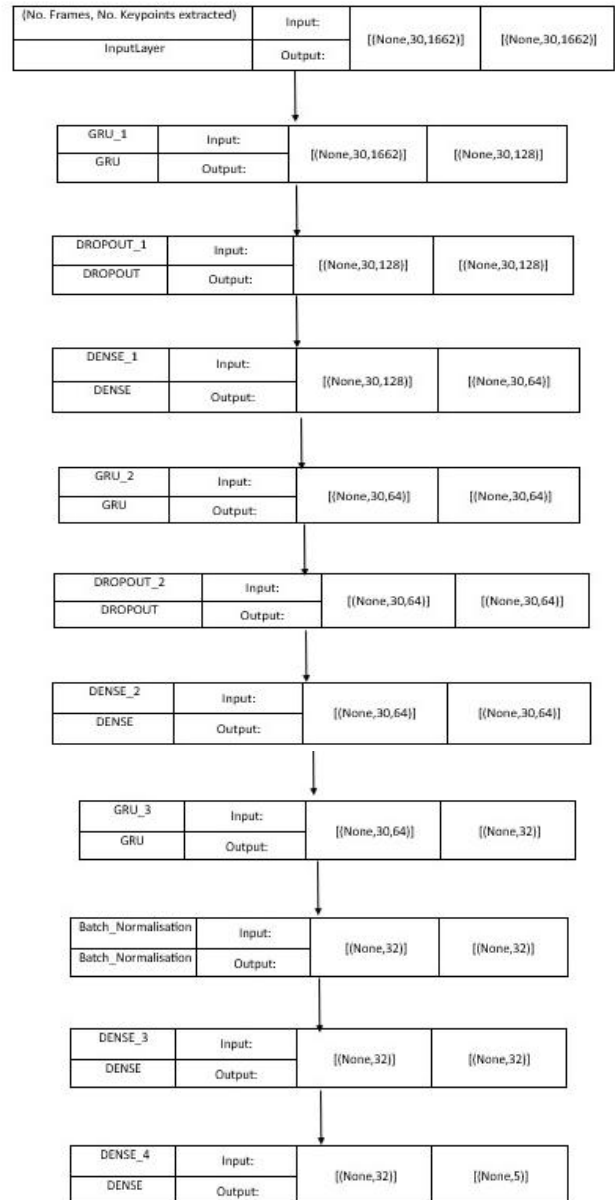 (No. Frames, No. Keypoints extracted) Input: [(None,30,1662)] [(None,30,1662)]
InputLayer Output:
GRU_1 Input: [(None,30,1662)] [(None,30,128)]
GRU Output:
DROPOUT_1 Input: [(None,30,128)] [(None,30,128)]
DROPOUT Output:
DENSE_1 Input: [(None,30,128)] [(None,30,64)]
DENSE Output:
GRU_2 Input: [(None,30,64)] [(None,30,64)]
GRU Output:
DROPOUT_2 Input: [(None,30,64)] [(None,30,64)]
DROPOUT Output:
DENSE_2 Input: [(None,30,64)] [(None,30,64)]
DENSE Output:
GRU_3 Input: [(None,30,64)] [(None,32)]
GRU Output:
Batch_Normalisation Input: [(None,32)] [(None,32)]
Batch_Normalisation Output:
DENSE_3 Input: [(None,32)] [(None,32)]
DENSE Output:
DENSE_4 Input: [(None,32)] [(None,5)]
DENSE Output: